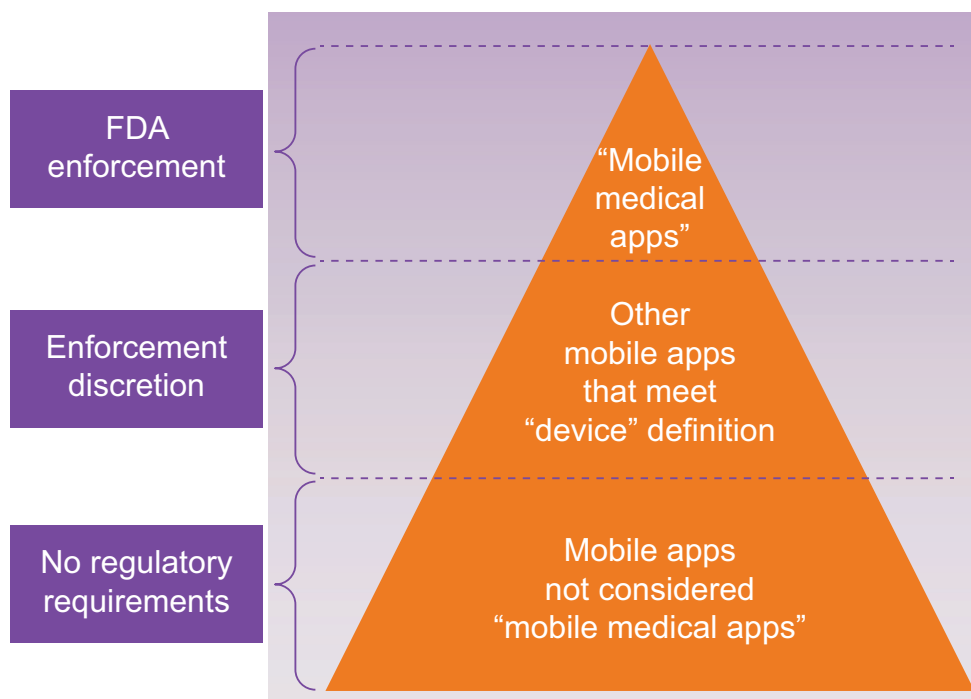 FDA
enforcement
“Mobile
medical
apps”
Enforcement
discretion
Other
mobile apps
that meet
“device” definition
No regulatory
requirements
Mobile apps
not considered
“mobile medical apps”